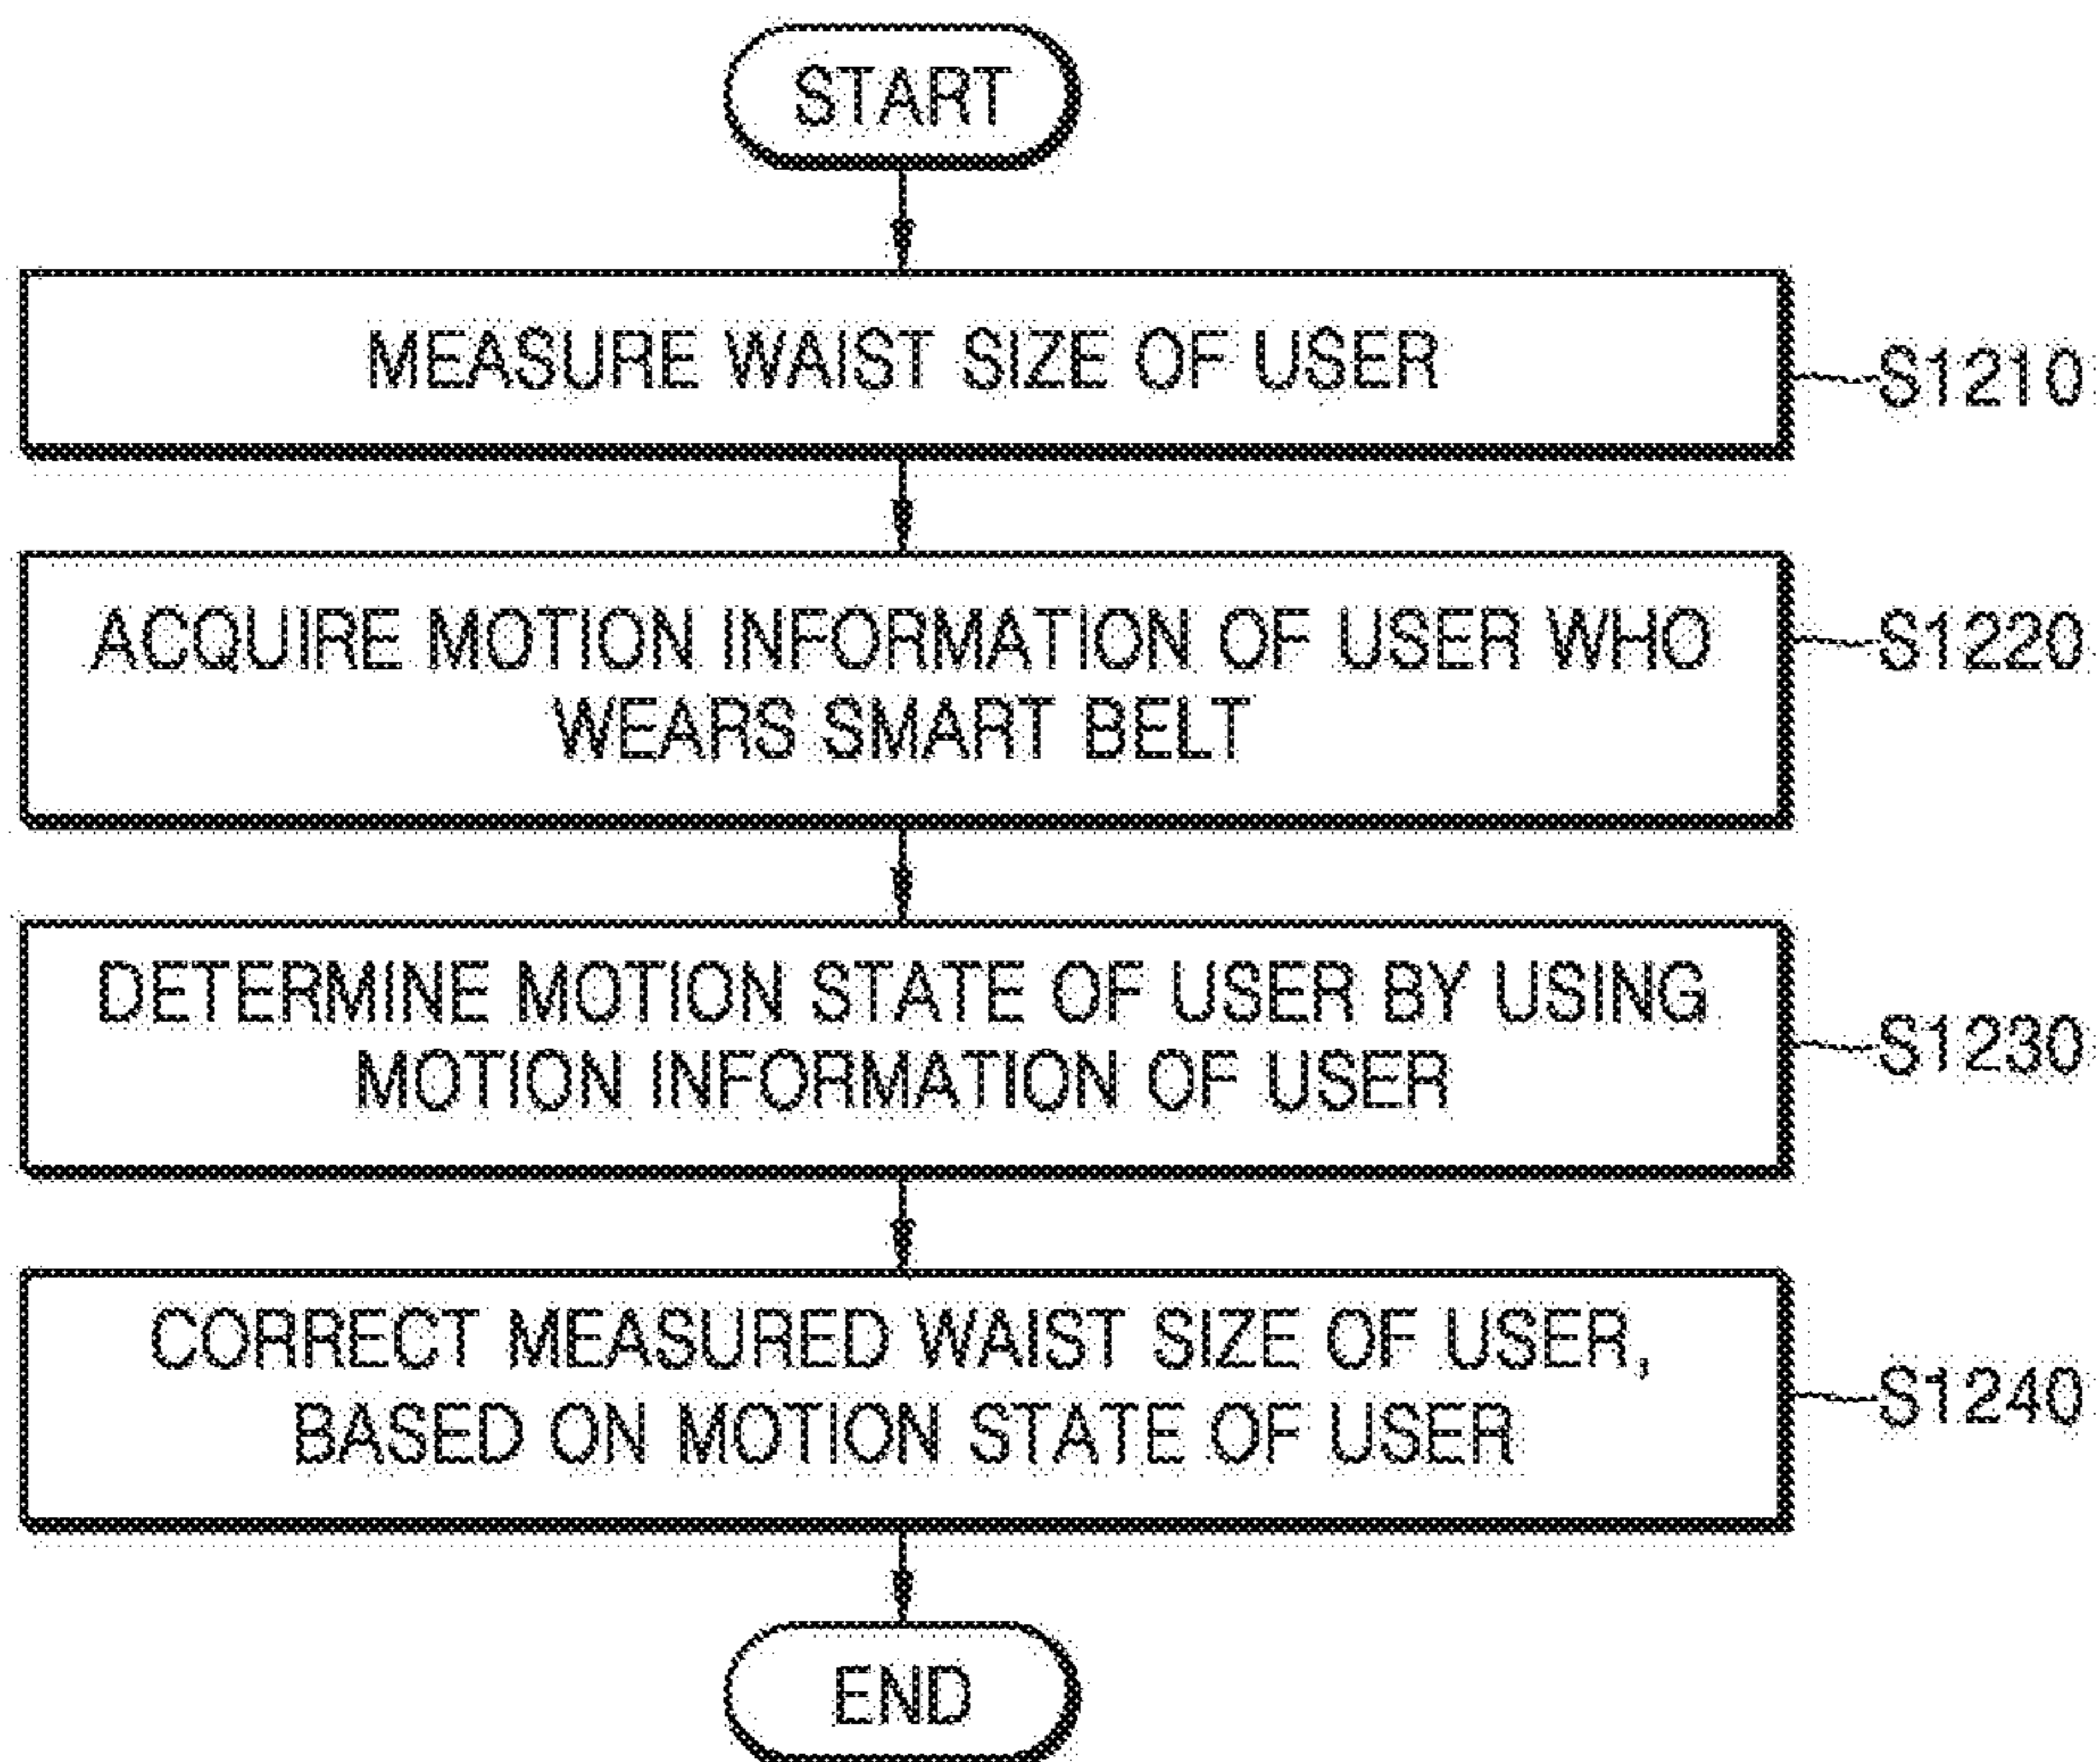 START
MEASURE WAIST SIZE OF USER
S1210
ACQUIRE MOTION INFORMATION OF USER WHO
WEARS SMART BELT
S1220
DETERMINE MOTION STATE OF USER BY USING
MOTION INFORMATION OF USER
S1230
CORRECT MEASURED WAIST SIZE OF USER,
BASED ON MOTION STATE OF USER
S1240
END